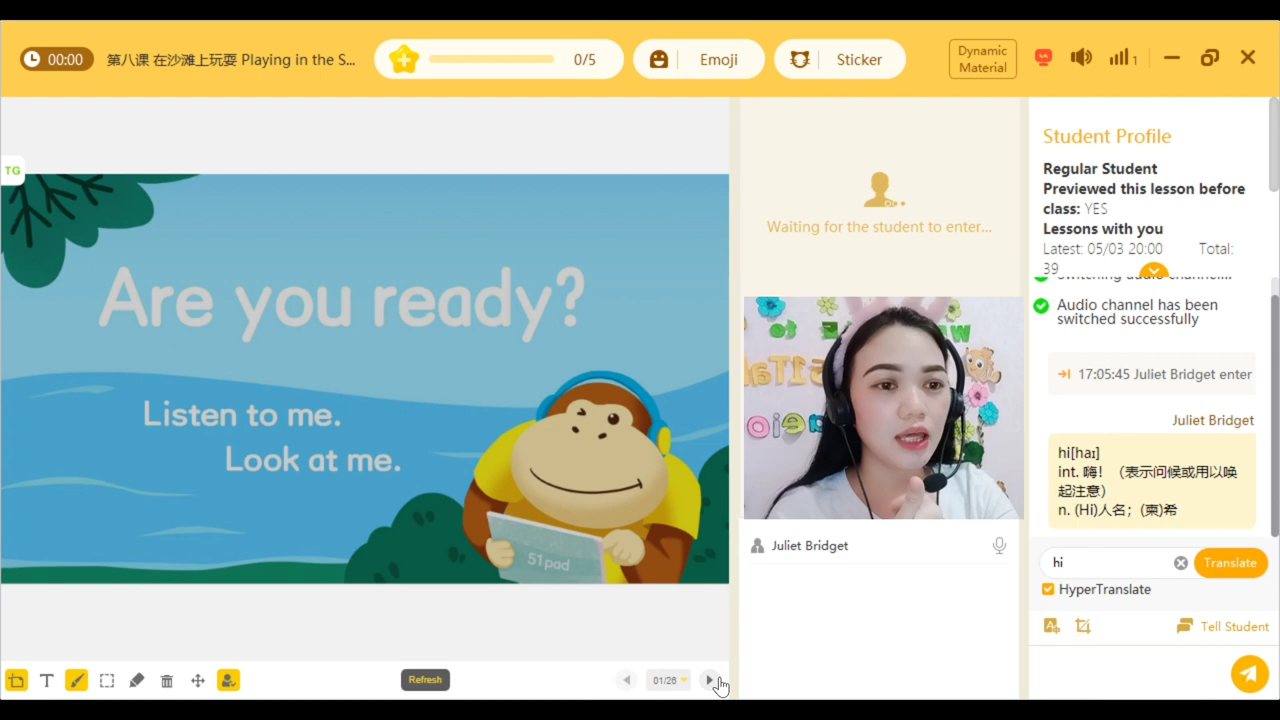 00:00
第八课 在沙滩上玩耍 Playing in the S...
0/5
Emoji
Sticker
Dynamic
Material
1
TG
Are you ready?
Listen to me.
Look at me.
51pad
Refresh
01/26
Waiting for the student to enter...
51Talk
Juliet Bridget
Student Profile
Regular Student
Previewed this lesson before
class: YES
Lessons with you
Latest: 05/03 20:00 Total:
39
Switching audio channel...
Audio channel has been
switched successfully
17:05:45 Juliet Bridget enter
Juliet Bridget
hi[haɪ]
int. 嗨！（表示问候或用以唤
起注意）
n. (Hi)人名；(柬)希
hi
Translate
HyperTranslate
Tell Student